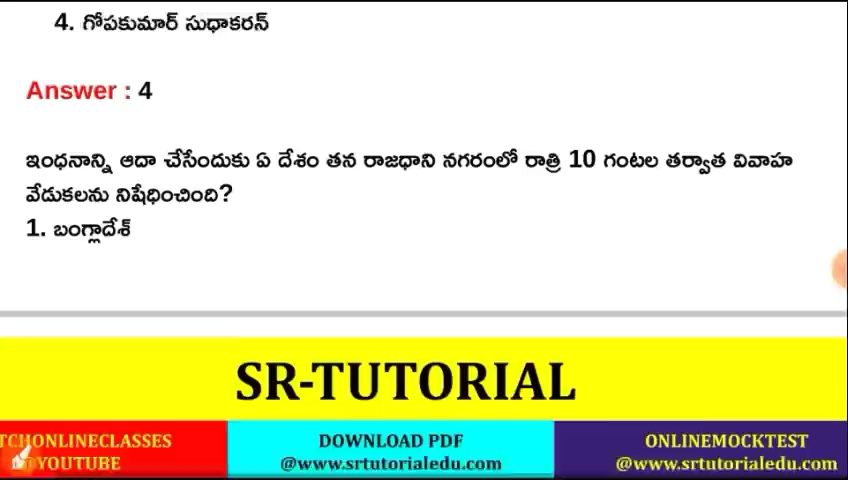 4. గోపకుమార్ సుధాకరన్
Answer : 4
ఇంధనాన్ని ఆదా చేసేందుకు ఏ దేశం తన రాజధాని నగరంలో రాత్రి 10 గంటల తర్వాత వివాహ
వేడుకలను నిషేధించింది?
1. బంగ్లాదేశ్
SR-TUTORIAL
TCHONLINECLASSES
YOUTUBE
DOWNLOAD PDF
@www.srtutorialedu.com
ONLINEMOCKTEST
@www.srtutorialedu.com